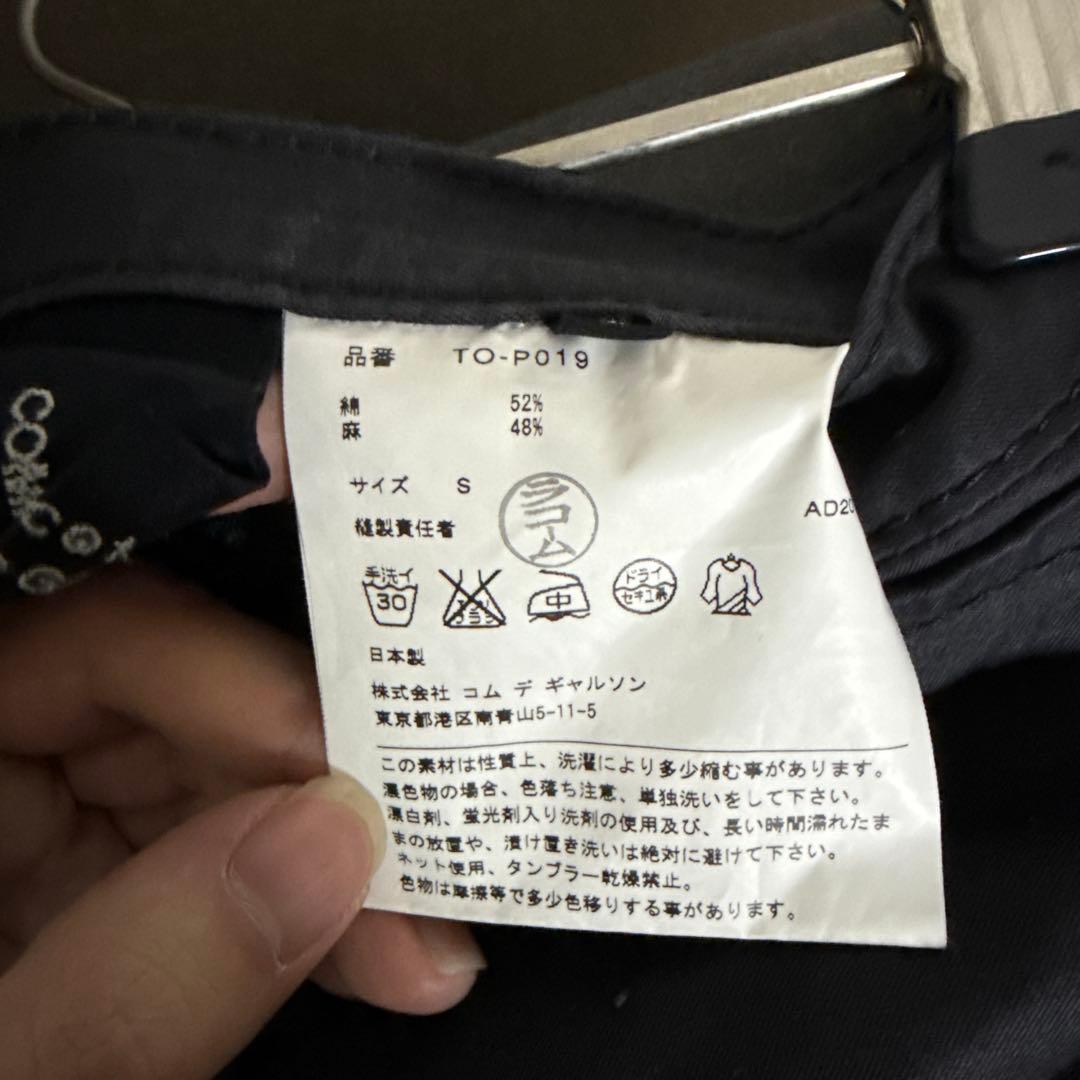 品番 TO-P019
綿 52%
麻 48%
サイズ S
縫製責任者 ラコーム
AD20
手洗イ 30 中 ドライ セキユ系
日本製
株式会社 コム デ ギャルソン
東京都港区南青山5-11-5
この素材は性質上、洗濯により多少縮む事があります。
濃色物の場合、色落ち注意、単独洗いをして下さい。
漂白剤、蛍光剤入り洗剤の使用及び、長い時間濡れたま
まの放置や、漬け置き洗いは絶対に避けて下さい。
ネット使用、タンブラー乾燥禁止。
色物は摩擦等で多少色移りする事があります。